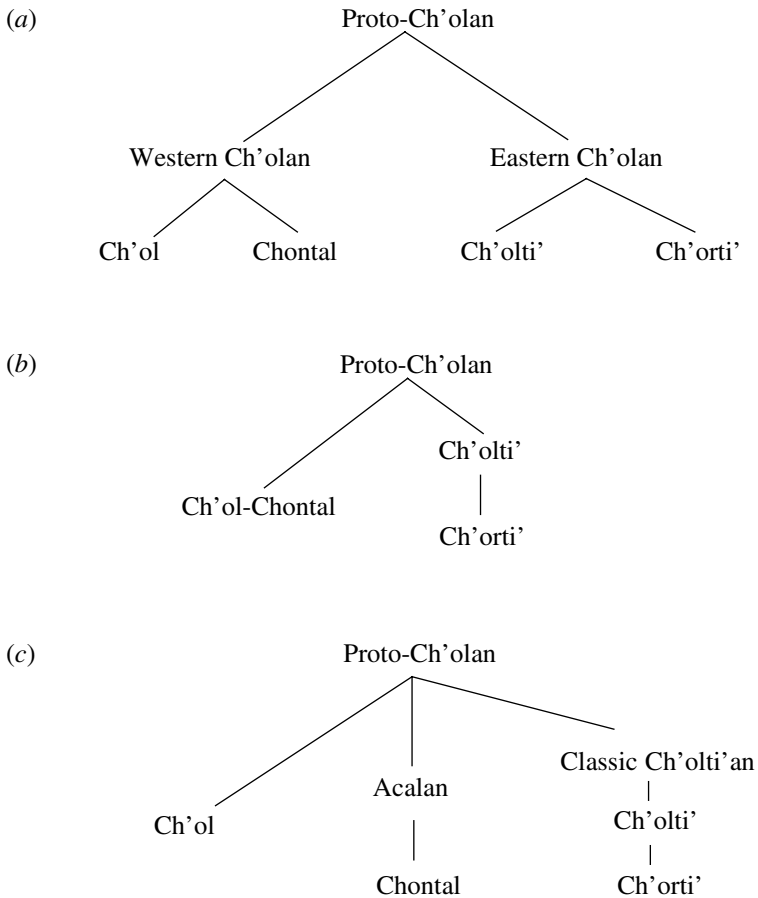 (a) Proto-Ch’olan
Western Ch’olan Eastern Ch’olan
Ch’ol Chontal Ch’olti’ Ch’orti’
(b) Proto-Ch’olan
Ch’olti’
Ch’ol-Chontal
Ch’orti’
(c) Proto-Ch’olan
Classic Ch’olti’an
Acalan
Ch’ol Ch’olti’
Chontal Ch’orti’